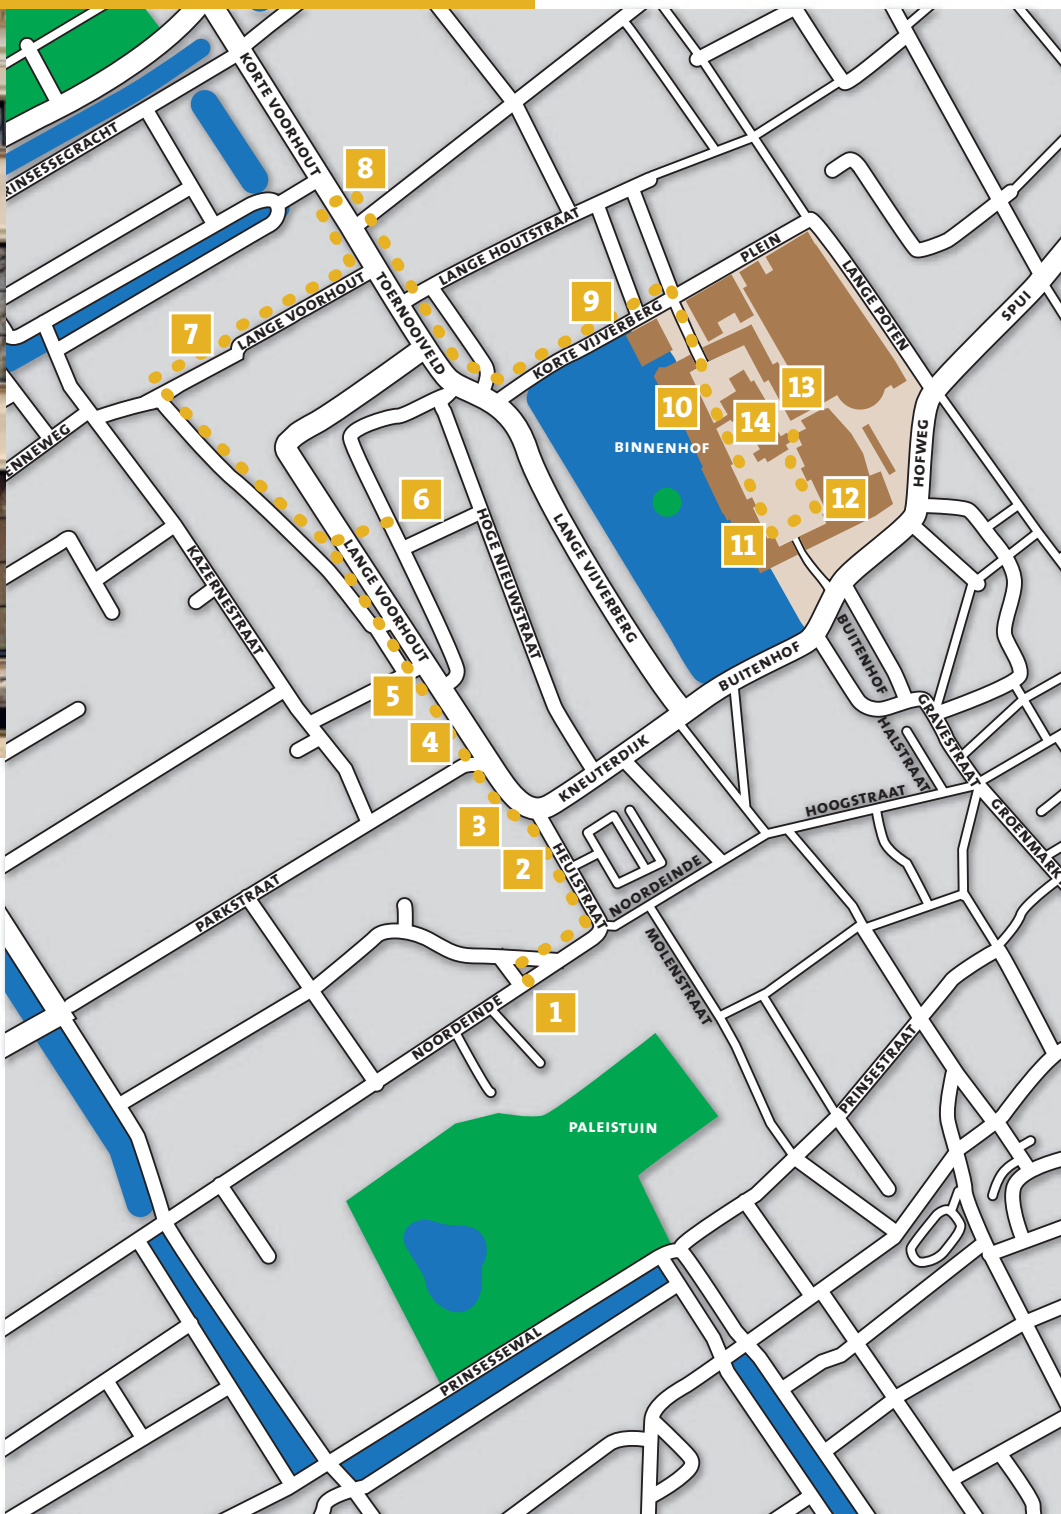 KORTE VOORHOUT
RINSESSEGRACHT
8
LANGE HOUTSTRAAT
PLEIN
LANGE POTEN
SPUI
7
LANGE VOORHOUT
TOERNOOIVELD
9
KORTE VIJVERBERG
10
13
14
BINNENHOF
HOFWEG
ENNEWEG
6
12
11
KAZERNESTRAAT
LANGE VOORHOUT
HOGE NIEUWSTRAAT
LANGE VIJVERBERG
BUITENHOF
BUITENHOF
5
4
HALSTRAAT
GRAVESTRAAT
KNEUTERDIJK
HOOGSTRAAT
GROENMARK
3
2
HEULSTRAAT
NOORDEINDE
PARKSTRAAT
MOLENSTRAAT
1
NOORDEINDE
PRINSESTRAAT
PALEISTUIN
PRINSESSEWAL